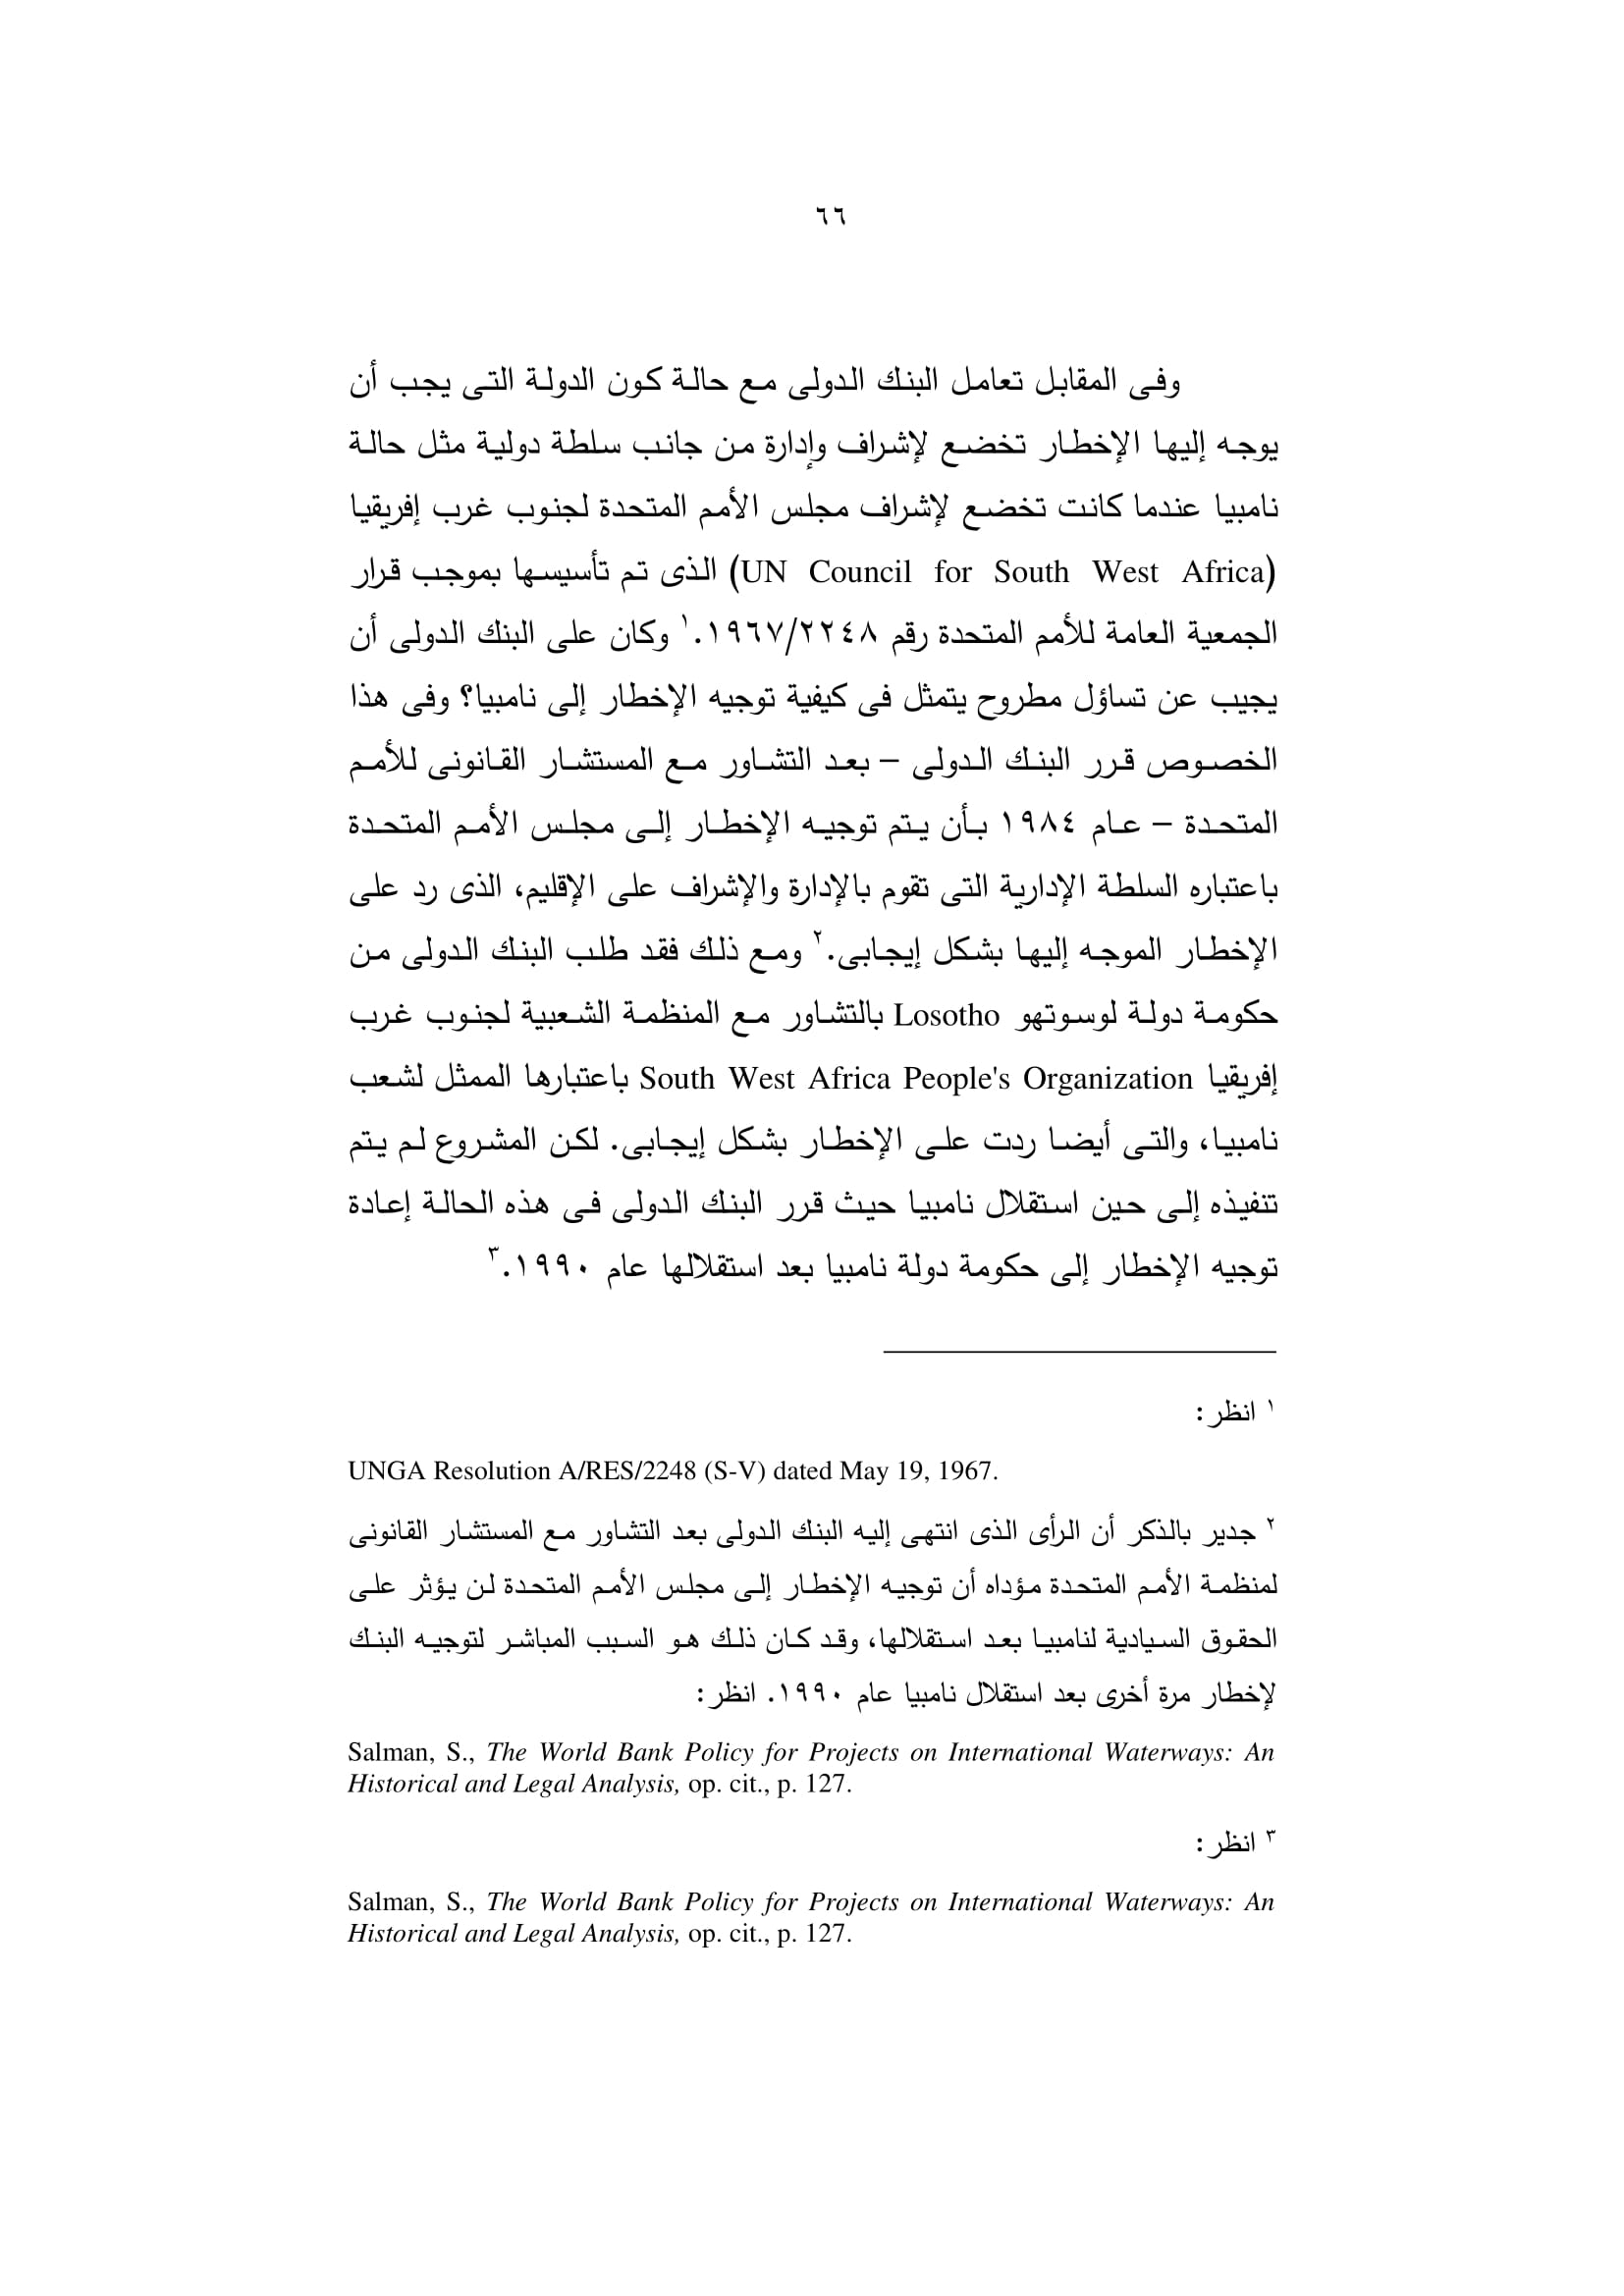 ٦٦
وفى المقابل تعامل البنك الدولى مع حالة كون الدولة التى يجب أن
يوجه إليها الإخطار تخضع لإشراف وإدارة من جانب سلطة دولية مثل حالة
نامبيا عندما كانت تخضع لإشراف مجلس الأمم المتحدة لجنوب غرب إفريقيا
(UN Council for South West Africa) الذى تم تأسيسها بموجب قرار
الجمعية العامة للأمم المتحدة رقم ١٩٦٧/٢٢٤٨.١ وكان على البنك الدولى أن
يجيب عن تساؤل مطروح يتمثل فى كيفية توجيه الإخطار إلى نامبيا؟ وفى هذا
الخصوص قرر البنك الدولى – بعد التشاور مع المستشار القانونى للأمم
المتحدة – عام ١٩٨٤ بأن يتم توجيه الإخطار إلى مجلس الأمم المتحدة
باعتباره السلطة الإدارية التى تقوم بالإدارة والإشراف على الإقليم، الذى رد على
الإخطار الموجه إليها بشكل إيجابى.٢ ومع ذلك فقد طلب البنك الدولى من
حكومة دولة لوسوتهو Losotho بالتشاور مع المنظمة الشعبية لجنوب غرب
إفريقيا South West Africa People's Organization باعتبارها الممثل لشعب
نامبيا، والتى أيضا ردت على الإخطار بشكل إيجابى. لكن المشروع لم يتم
تنفيذه إلى حين استقلال نامبيا حيث قرر البنك الدولى فى هذه الحالة إعادة
توجيه الإخطار إلى حكومة دولة نامبيا بعد استقلالها عام ١٩٩٠.٣
١ انظر:
UNGA Resolution A/RES/2248 (S-V) dated May 19, 1967.
٢ جدير بالذكر أن الرأى الذى انتهى إليه البنك الدولى بعد التشاور مع المستشار القانونى
لمنظمة الأمم المتحدة مؤداه أن توجيه الإخطار إلى مجلس الأمم المتحدة لن يؤثر على
الحقوق السيادية لنامبيا بعد استقلالها، وقد كان ذلك هو السبب المباشر لتوجيه البنك
لإخطار مرة أخرى بعد استقلال نامبيا عام ١٩٩٠. انظر:
Salman, S., The World Bank Policy for Projects on International Waterways: An
Historical and Legal Analysis, op. cit., p. 127.
٣ انظر:
Salman, S., The World Bank Policy for Projects on International Waterways: An
Historical and Legal Analysis, op. cit., p. 127.